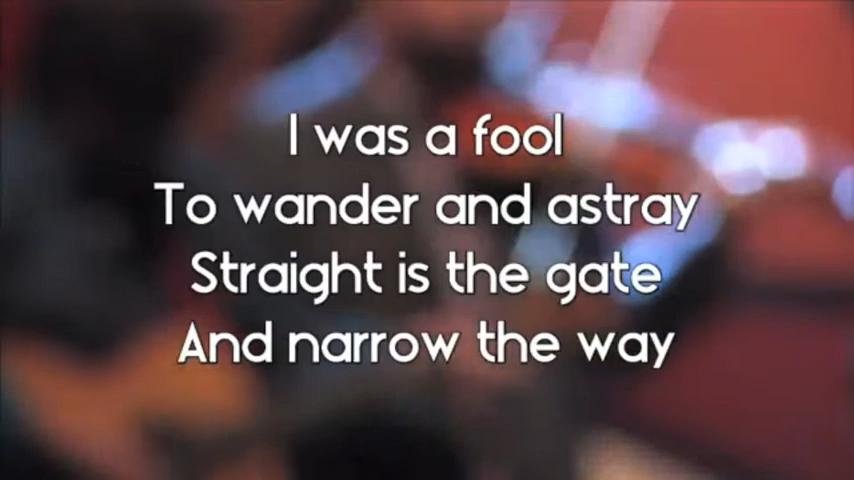 I was a fool
To wander and astray
Straight is the gate
And narrow the way